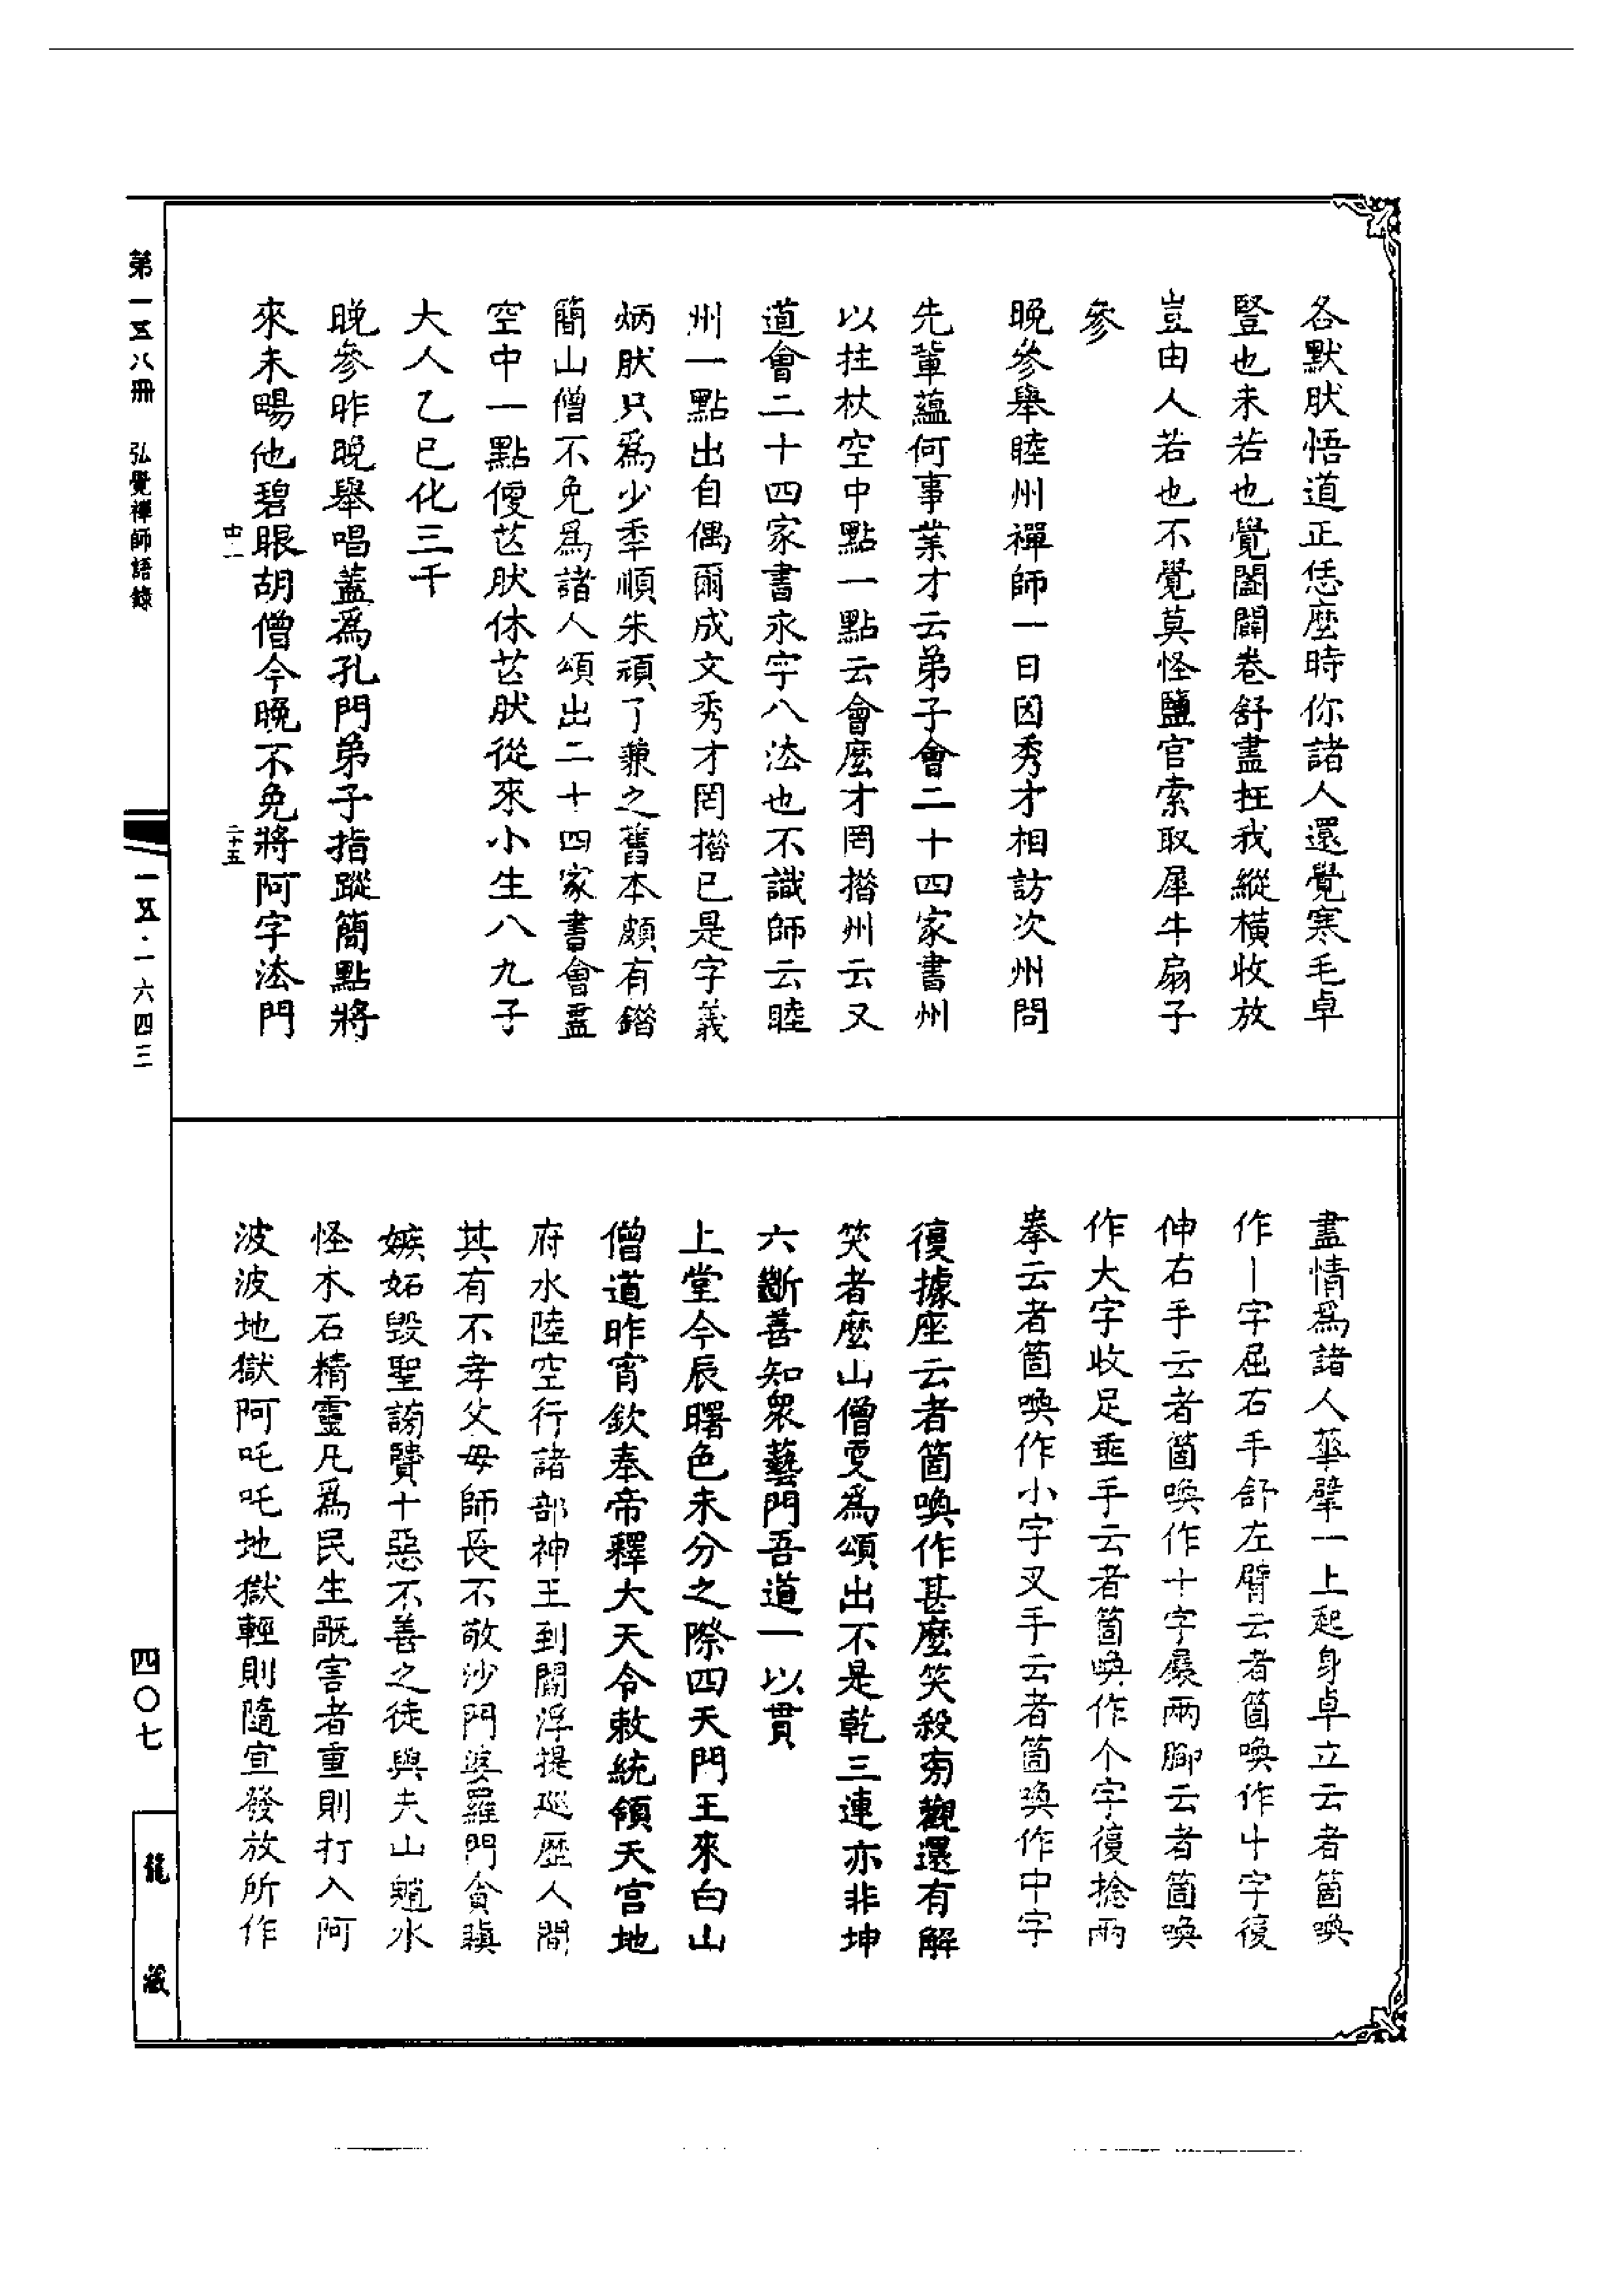 各默肰悟道正恁麽時你諸人還覺寒毛卓
豎也未若也覺闔闢卷舒盡在我縱橫收放
豈由人若也不覺莫怪鹽官索取犀牛扇子
參
晚參舉睦州禪師一日因秀才相訪次州問
先輩蘊何事業才云弟子會二十四家書州
以拄杖空中點一點云會麽才罔措州云又
道會二十四家書永字八法也不識師云睦
州一點出自偶爾成文秀才罔措已是字義
炳肰只為少秊順朱頑了兼之舊本頗有鍇
簡山僧不免爲諸人頌出二十四家書會盡
空中一點儍苾肰休苾肰從來小生八九子
大人乙已化三千
晚參昨晚舉唱蓋爲孔門弟子指蹤簡點將
來未暢他碧眼胡僧今晚不免將阿字法門
中一
二十五
盡情爲諸人華擘一上起身卓立云者箇喚
作丨字屈右手舒左臂云者箇喚作㔾字復
伸右手云者箇喚作十字展兩腳云者箇喚
作大字收足垂手云者箇喚作个字復捻兩
拳云者箇喚作小字叉手云者箇喚作中字
復據座云者箇喚作甚麽笑殺旁觀還有解
笑者麽山僧更爲頌出不是乾三連亦非坤
六斷善知衆藝門吾道一以貫
上堂今辰曙色未分之際四天門王來白山
僧道昨宵欽奉帝釋大天令敕統領天宫地
府水陸空行諸部神王到閻浮提巡歷人間
其有不孝父母師長不敬沙門婆羅門貪瞋
嫉妬毀聖謗賢十惡不善之徒與夫山魈水
怪木石精靈凡爲民生戕害者重則打入阿
波波地獄阿吒吒地獄輕則隨宜發放所作
第一五八冊 弘覺禪師語錄
一五·一六四三
四〇七
龍藏